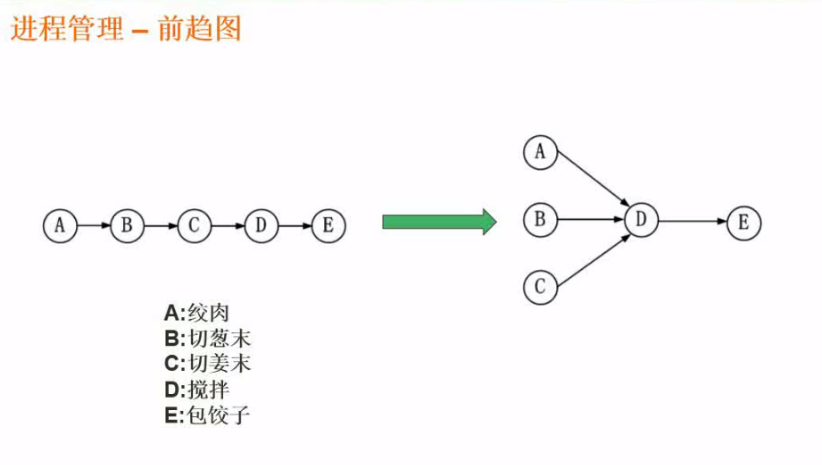 进程管理 – 前趋图
A B C D E
A
B D E
C
A:绞肉
B:切葱末
C:切姜末
D:搅拌
E:包饺子